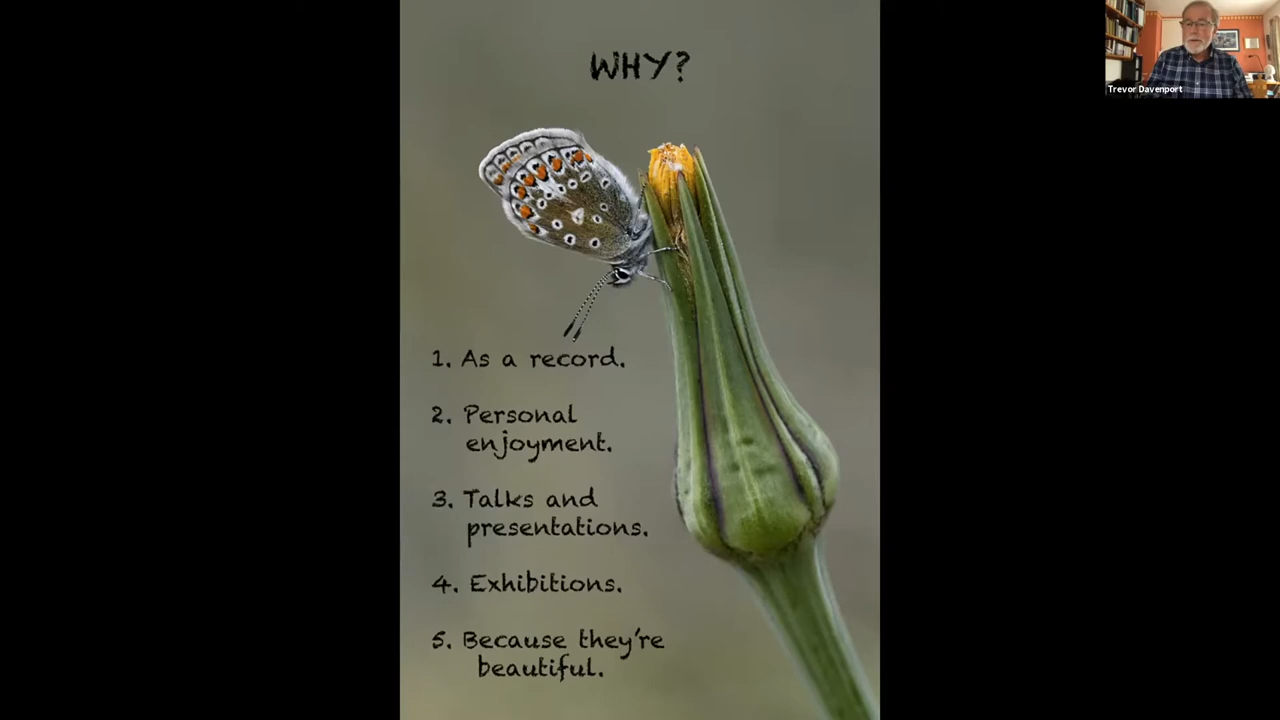 WHY?
Trevor Davenport
1. As a record.
2. Personal
enjoyment.
3. Talks and
presentations.
4. Exhibitions.
5. Because they're
beautiful.